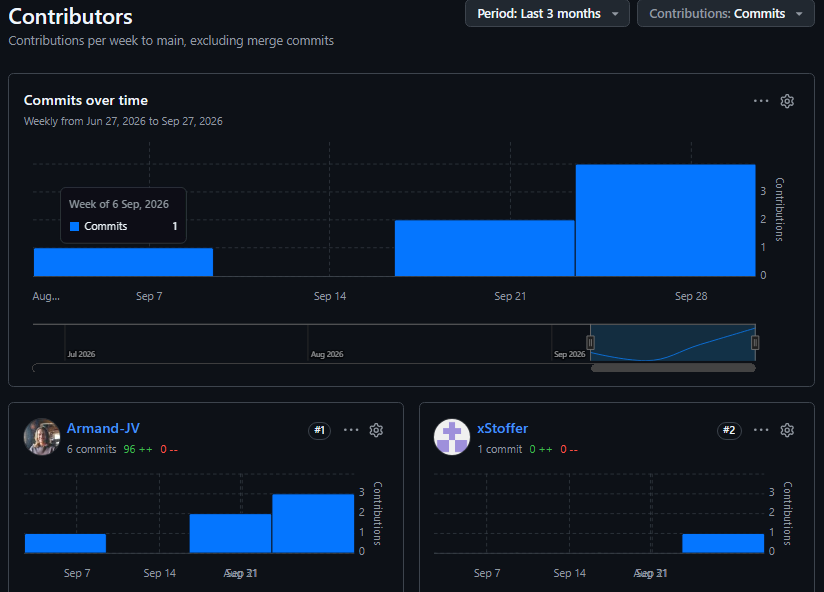 Contributors
Period: Last 3 months
Contributions: Commits
Contributions per week to main, excluding merge commits
Commits over time
Weekly from Jun 27, 2026 to Sep 27, 2026
Week of 6 Sep, 2026
Commits 1
3
2
1
0
Contributions
Aug... Sep 7 Sep 14 Sep 21 Sep 28
Jul 2026 Aug 2026 Sep 2026
Armand-JV
#1
6 commits 96 ++ 0 --
3
2
1
0
Contributions
Sep 7 Sep 14 Sep 21
xStoffer
#2
1 commit 0 ++ 0 --
3
2
1
0
Contributions
Sep 7 Sep 14 Sep 21